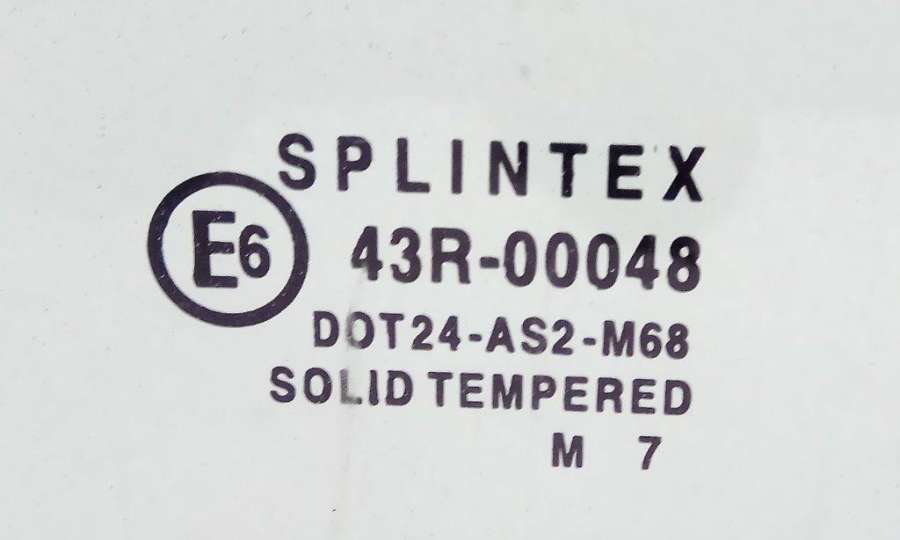 SPLINTEX
E6 43R-00048
DOT24-AS2-M68
SOLID TEMPERED
M 7